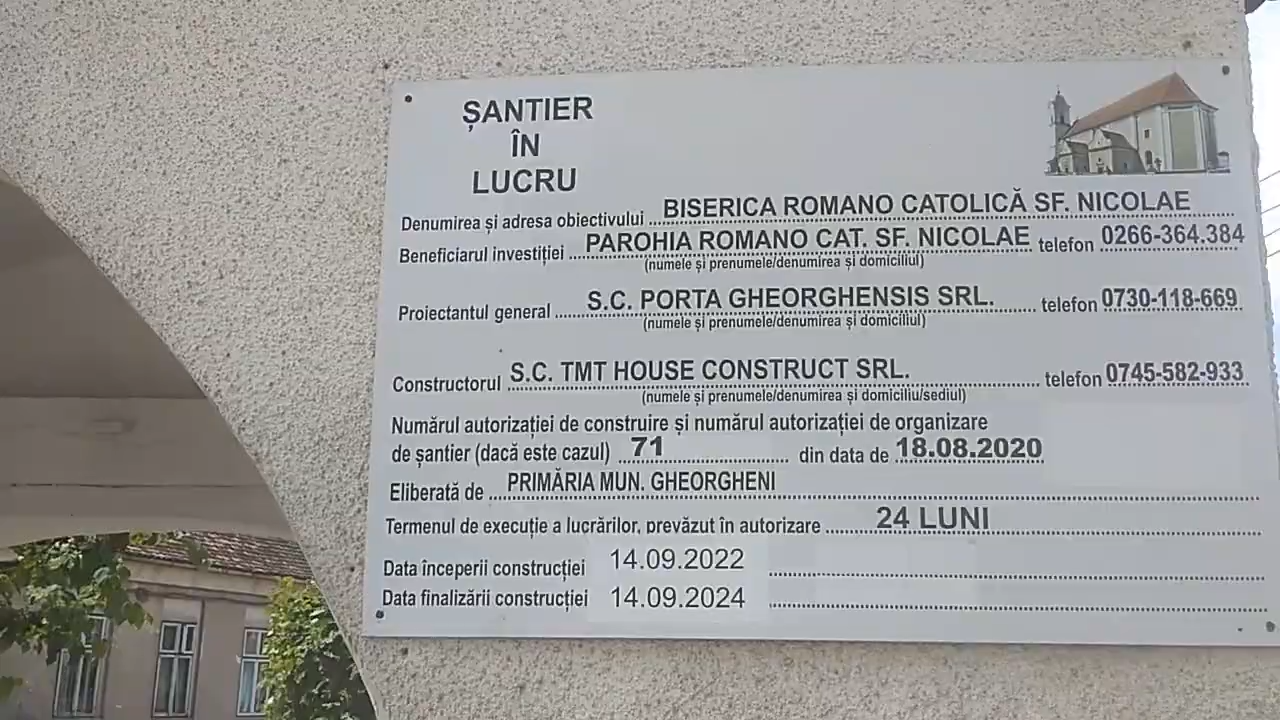 ȘANTIER
ÎN
LUCRU
Denumirea și adresa obiectivului BISERICA ROMANO CATOLICĂ SF. NICOLAE
Beneficiarul investiției PAROHIA ROMANO CAT. SF. NICOLAE telefon 0266-364.384
(numele și prenumele/denumirea și domiciliul)
Proiectantul general S.C. PORTA GHEORGHENSIS SRL. telefon 0730-118-669
(numele și prenumele/denumirea și domiciliul)
Constructorul S.C. TMT HOUSE CONSTRUCT SRL. telefon 0745-582-933
(numele și prenumele/denumirea și domiciliu/sediul)
Numărul autorizației de construire și numărul autorizației de organizare
de șantier (dacă este cazul) 71 din data de 18.08.2020
Eliberată de PRIMĂRIA MUN. GHEORGHENI
Termenul de execuție a lucrărilor, prevăzut în autorizare 24 LUNI
Data începerii construcției 14.09.2022
Data finalizării construcției 14.09.2024